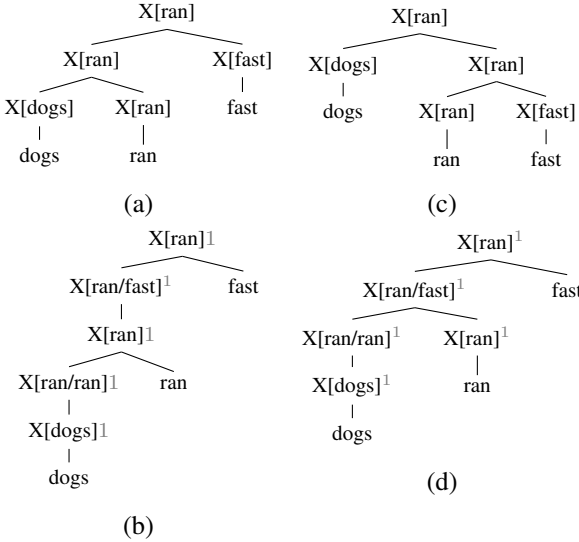 X[ran]
X[ran] X[fast]
X[dogs] X[ran] fast
dogs ran
(a)
X[ran]
X[dogs] X[ran]
dogs X[ran] X[fast]
ran fast
(c)
X[ran]1
X[ran/fast]¹ fast
X[ran]1
X[ran/ran]1 ran
X[dogs]1
dogs
(b)
X[ran]¹
X[ran/fast]¹ fast
X[ran/ran]¹ X[ran]¹
X[dogs]¹ ran
dogs
(d)